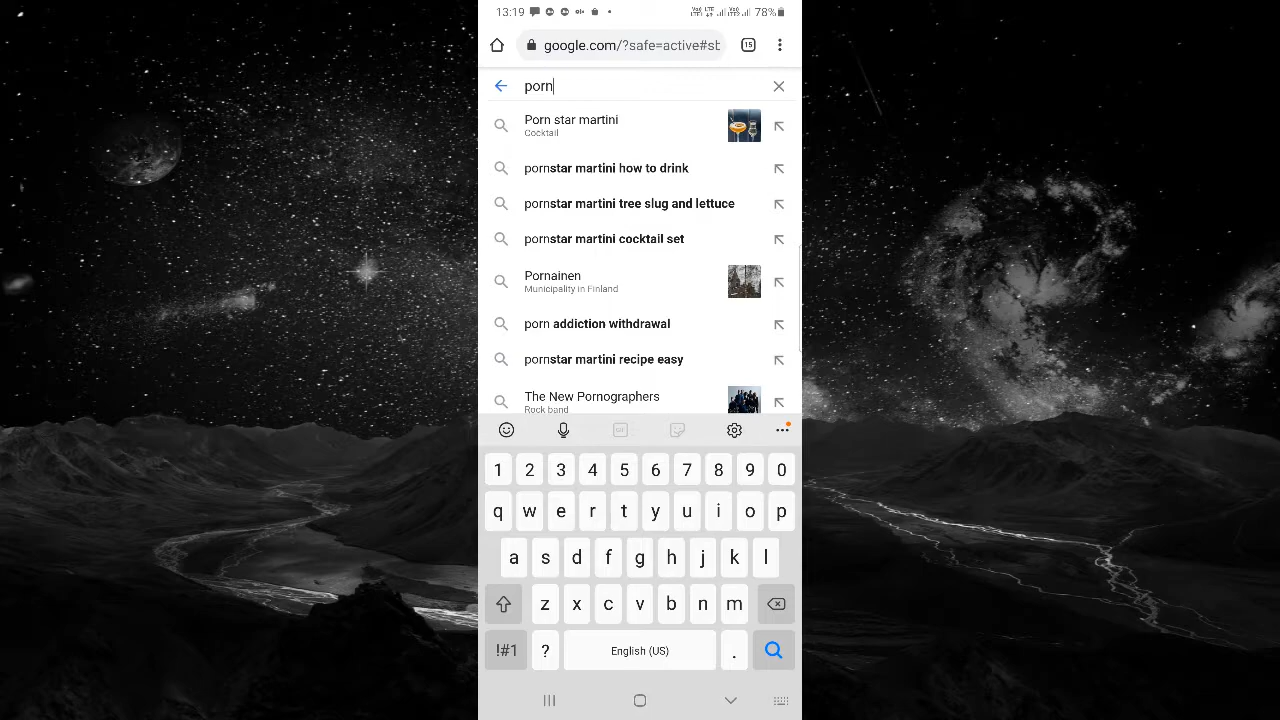 13:19 78%
google.com/?safe=active#sb
15
porn
Porn star martini
Cocktail
pornstar martini how to drink
pornstar martini tree slug and lettuce
pornstar martini cocktail set
Pornainen
Municipality in Finland
porn addiction withdrawal
pornstar martini recipe easy
The New Pornographers
Rock band
1 2 3 4 5 6 7 8 9 0
q w e r t y u i o p
a s d f g h j k l
z x c v b n m
!#1 ? English (US) .